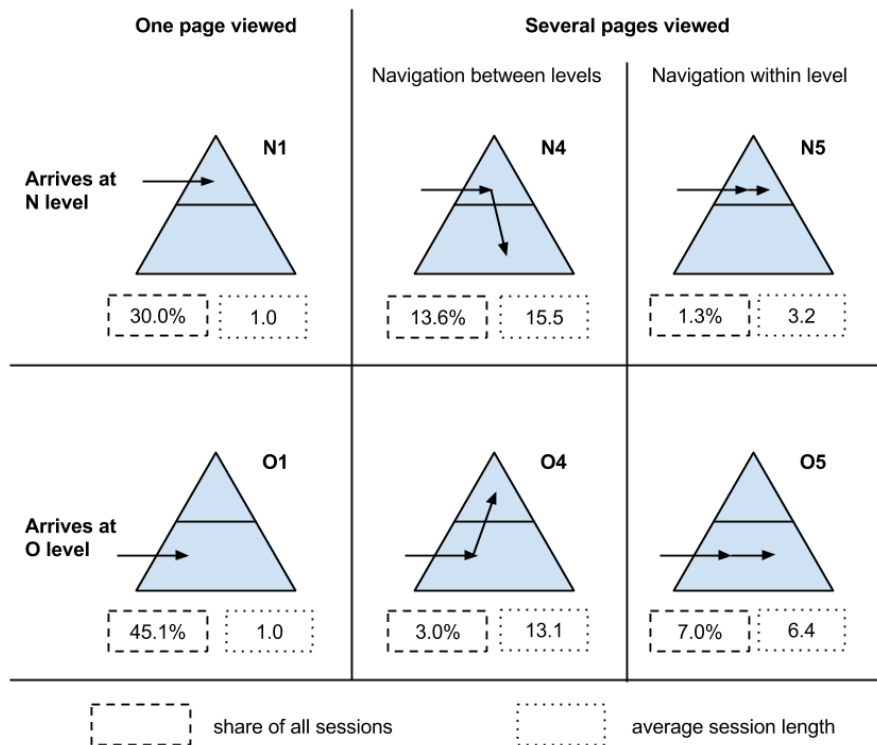 One page viewed
Several pages viewed
Navigation between levels
Navigation within level
Arrives at
N level
N1
N4
N5
30.0%
1.0
13.6%
15.5
1.3%
3.2
Arrives at
O level
O1
O4
O5
45.1%
1.0
3.0%
13.1
7.0%
6.4
share of all sessions
average session length